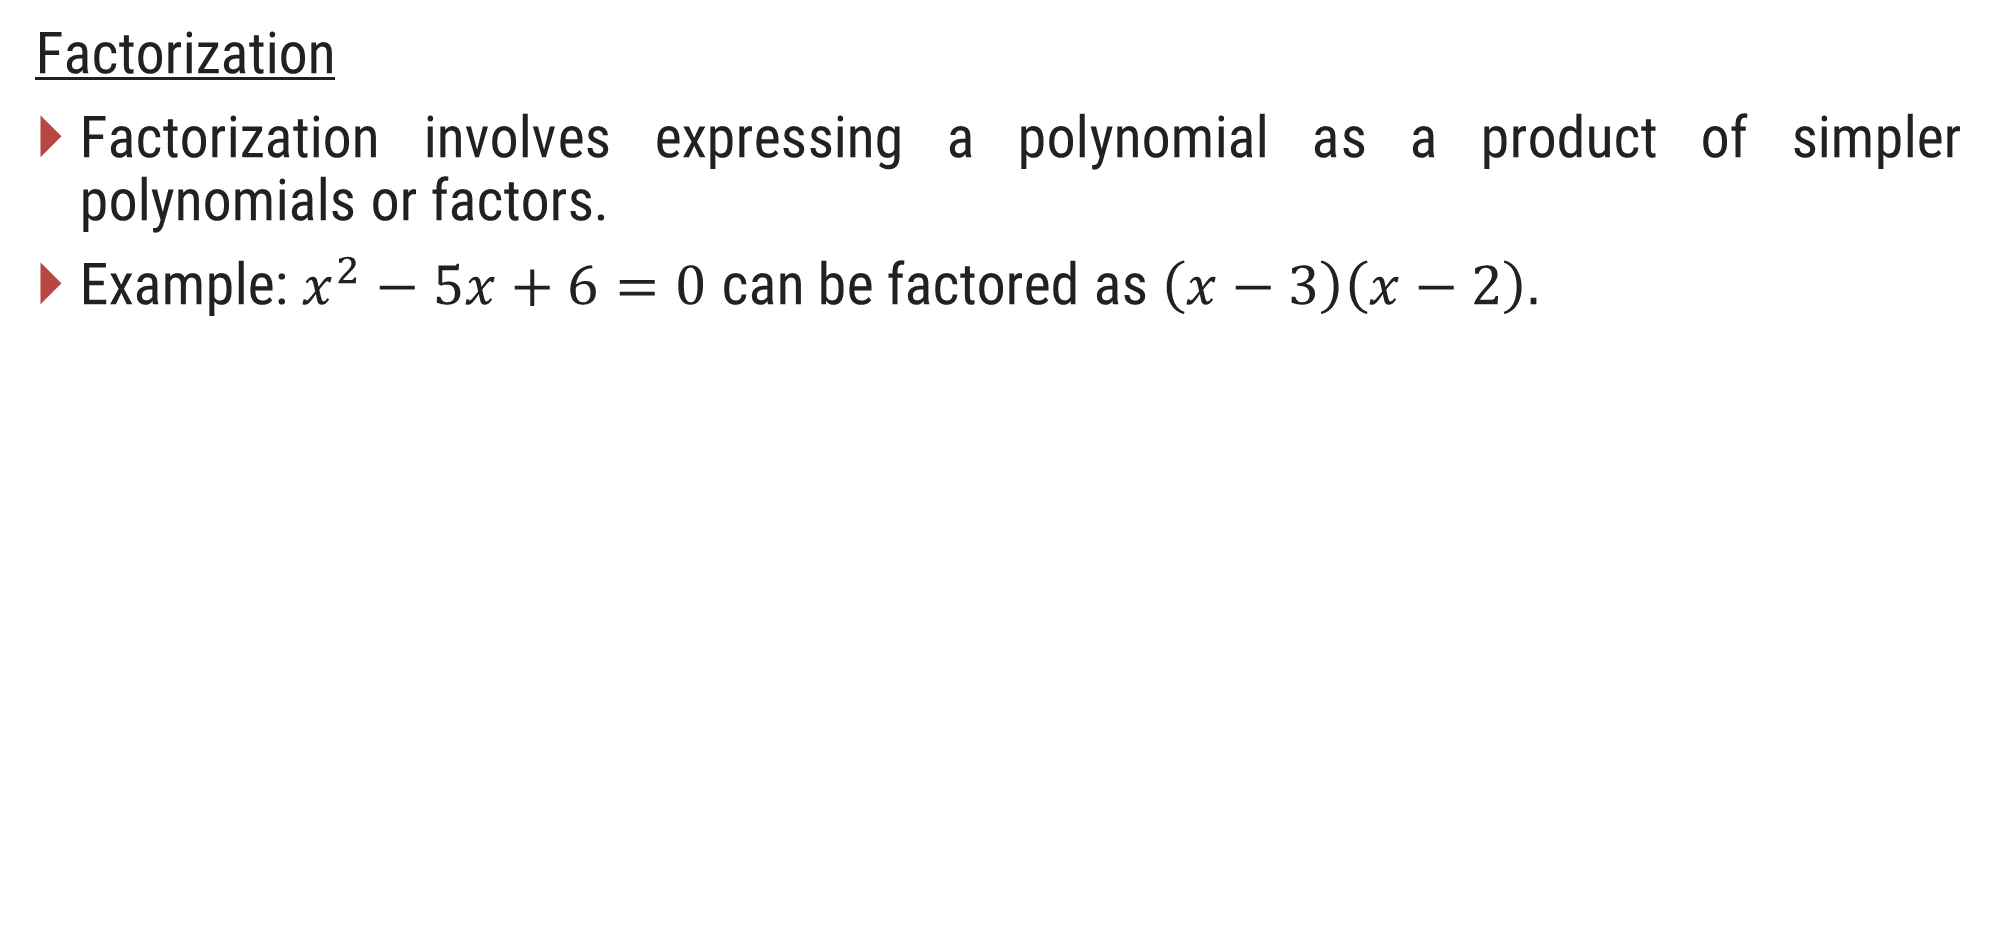 Factorization
Factorization involves expressing a polynomial as a product of simpler
polynomials or factors.
Example: x² − 5x + 6 = 0 can be factored as (x − 3)(x − 2).